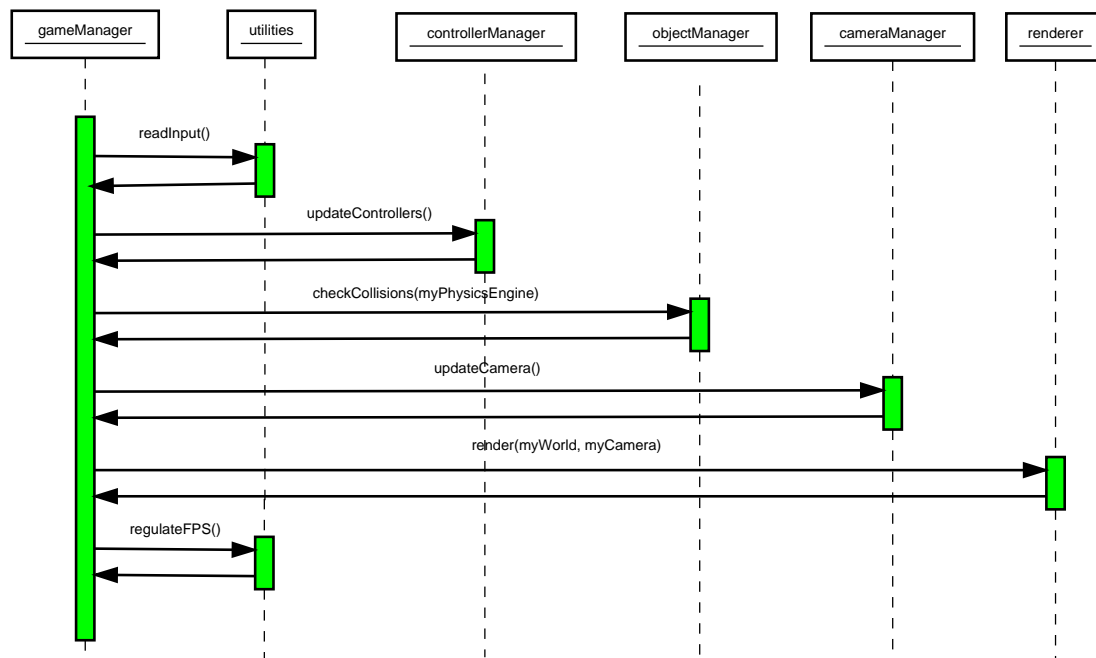 gameManager
utilities
controllerManager
objectManager
cameraManager
renderer
readInput()
updateControllers()
checkCollisions(myPhysicsEngine)
updateCamera()
render(myWorld, myCamera)
regulateFPS()